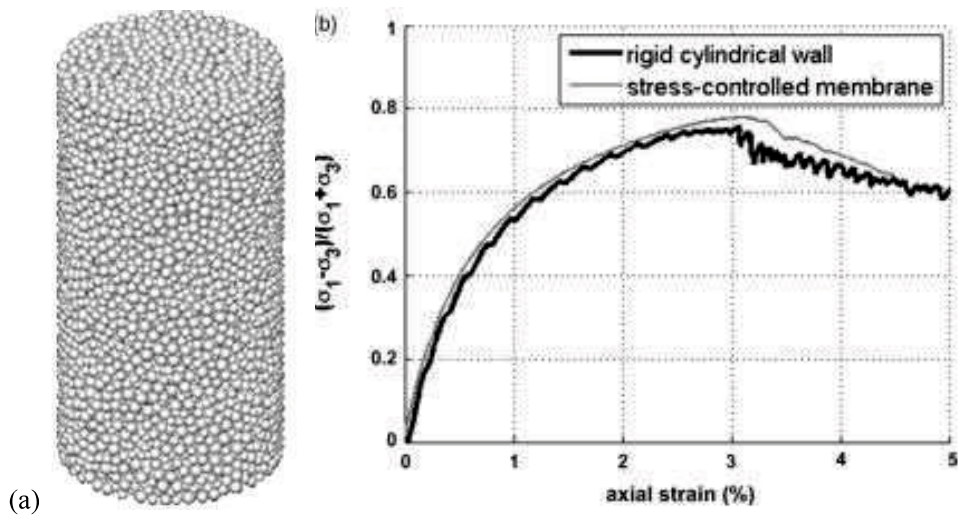 (a)
(b)
rigid cylindrical wall
stress-controlled membrane
(σ1-σ3)/(σ1+σ3)
1
0.8
0.6
0.4
0.2
0
0 1 2 3 4 5
axial strain (%)